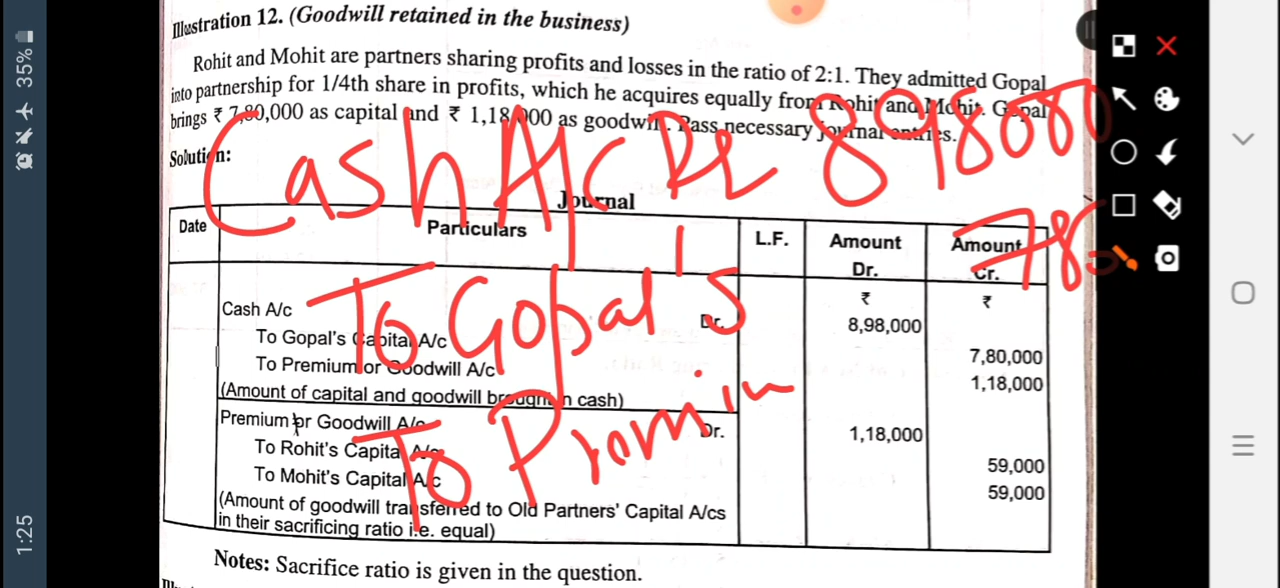 Illustration 12. (Goodwill retained in the business)
Rohit and Mohit are partners sharing profits and losses in the ratio of 2:1. They admitted Gopal
into partnership for 1/4th share in profits, which he acquires equally from Rohit and Mohit. Gopal
brings ₹ 7,80,000 as capital and ₹ 1,18,000 as goodwill. Pass necessary journal entries.
Solution:
Cash A/C Dr 898000
Journal
Date Particulars L.F. Amount Dr. Amount Cr.
78
₹ ₹
To Gopal's
Cash A/c Dr. 8,98,000
To Gopal's Capital A/c 7,80,000
To Premium for Goodwill A/c 1,18,000
(Amount of capital and goodwill brought in cash)
To Promin
Premium for Goodwill A/c Dr. 1,18,000
To Rohit's Capital A/c 59,000
To Mohit's Capital A/c 59,000
(Amount of goodwill transferred to Old Partners' Capital A/cs
in their sacrificing ratio i.e. equal)
Notes: Sacrifice ratio is given in the question.
35%
1:25